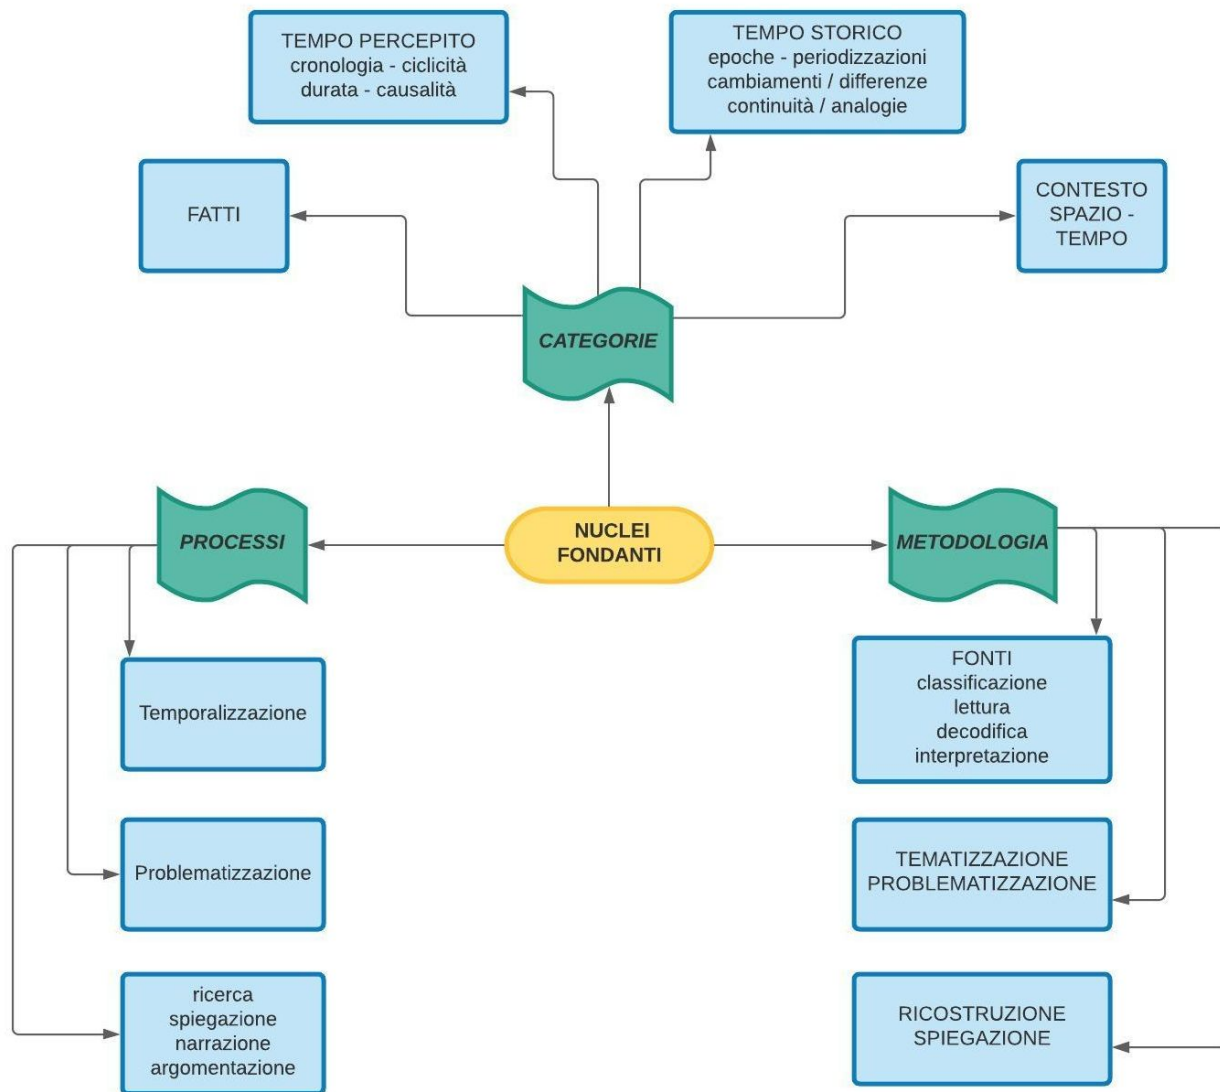 TEMPO PERCEPITO
cronologia - ciclicità
durata - causalità
TEMPO STORICO
epoche - periodizzazioni
cambiamenti / differenze
continuità / analogie
FATTI
CONTESTO
SPAZIO -
TEMPO
CATEGORIE
PROCESSI
NUCLEI
FONDANTI
METODOLOGIA
Temporalizzazione
FONTI
classificazione
lettura
decodifica
interpretazione
Problematizzazione
TEMATIZZAZIONE
PROBLEMATIZZAZIONE
ricerca
spiegazione
narrazione
argomentazione
RICOSTRUZIONE
SPIEGAZIONE